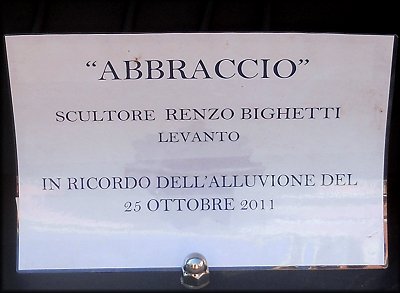 “ABBRACCIO”
SCULTORE RENZO BIGHETTI
LEVANTO
IN RICORDO DELL'ALLUVIONE DEL
25 OTTOBRE 2011